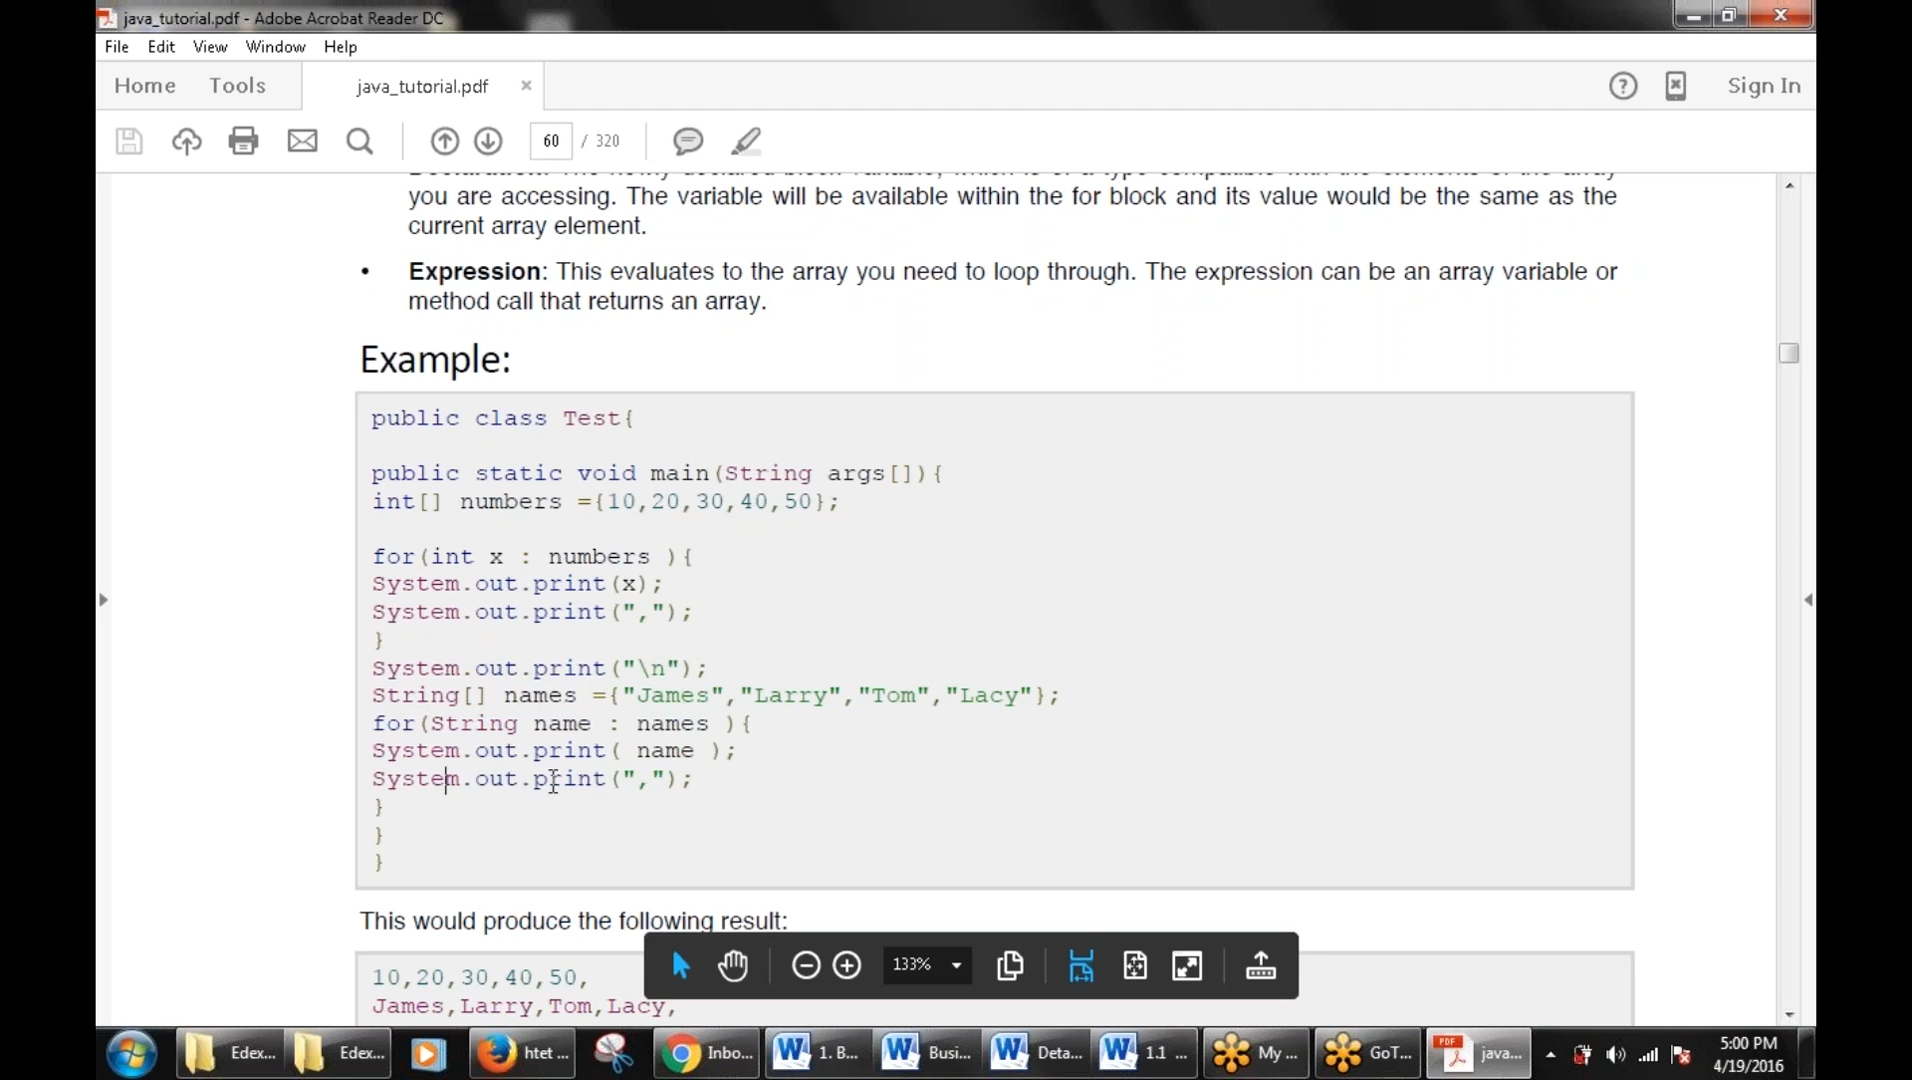 java_tutorial.pdf - Adobe Acrobat Reader DC
File Edit View Window Help
Home Tools java_tutorial.pdf × ? Sign In
60 / 320
you are accessing. The variable will be available within the for block and its value would be the same as the
current array element.
• Expression: This evaluates to the array you need to loop through. The expression can be an array variable or
method call that returns an array.
Example:
public class Test{
public static void main(String args[]){
int[] numbers ={10,20,30,40,50};
for(int x : numbers ){
System.out.print(x);
System.out.print(",");
}
System.out.print("\n");
String[] names ={"James","Larry","Tom","Lacy"};
for(String name : names ){
System.out.print( name );
System.out.print(",");
}
}
}
This would produce the following result:
133%
10,20,30,40,50,
James,Larry,Tom,Lacy,
Edex... Edex... htet ... Inbo... 1. B... Busi... Deta... 1.1 ... My ... GoT... PDF java... 5:00 PM
4/19/2016